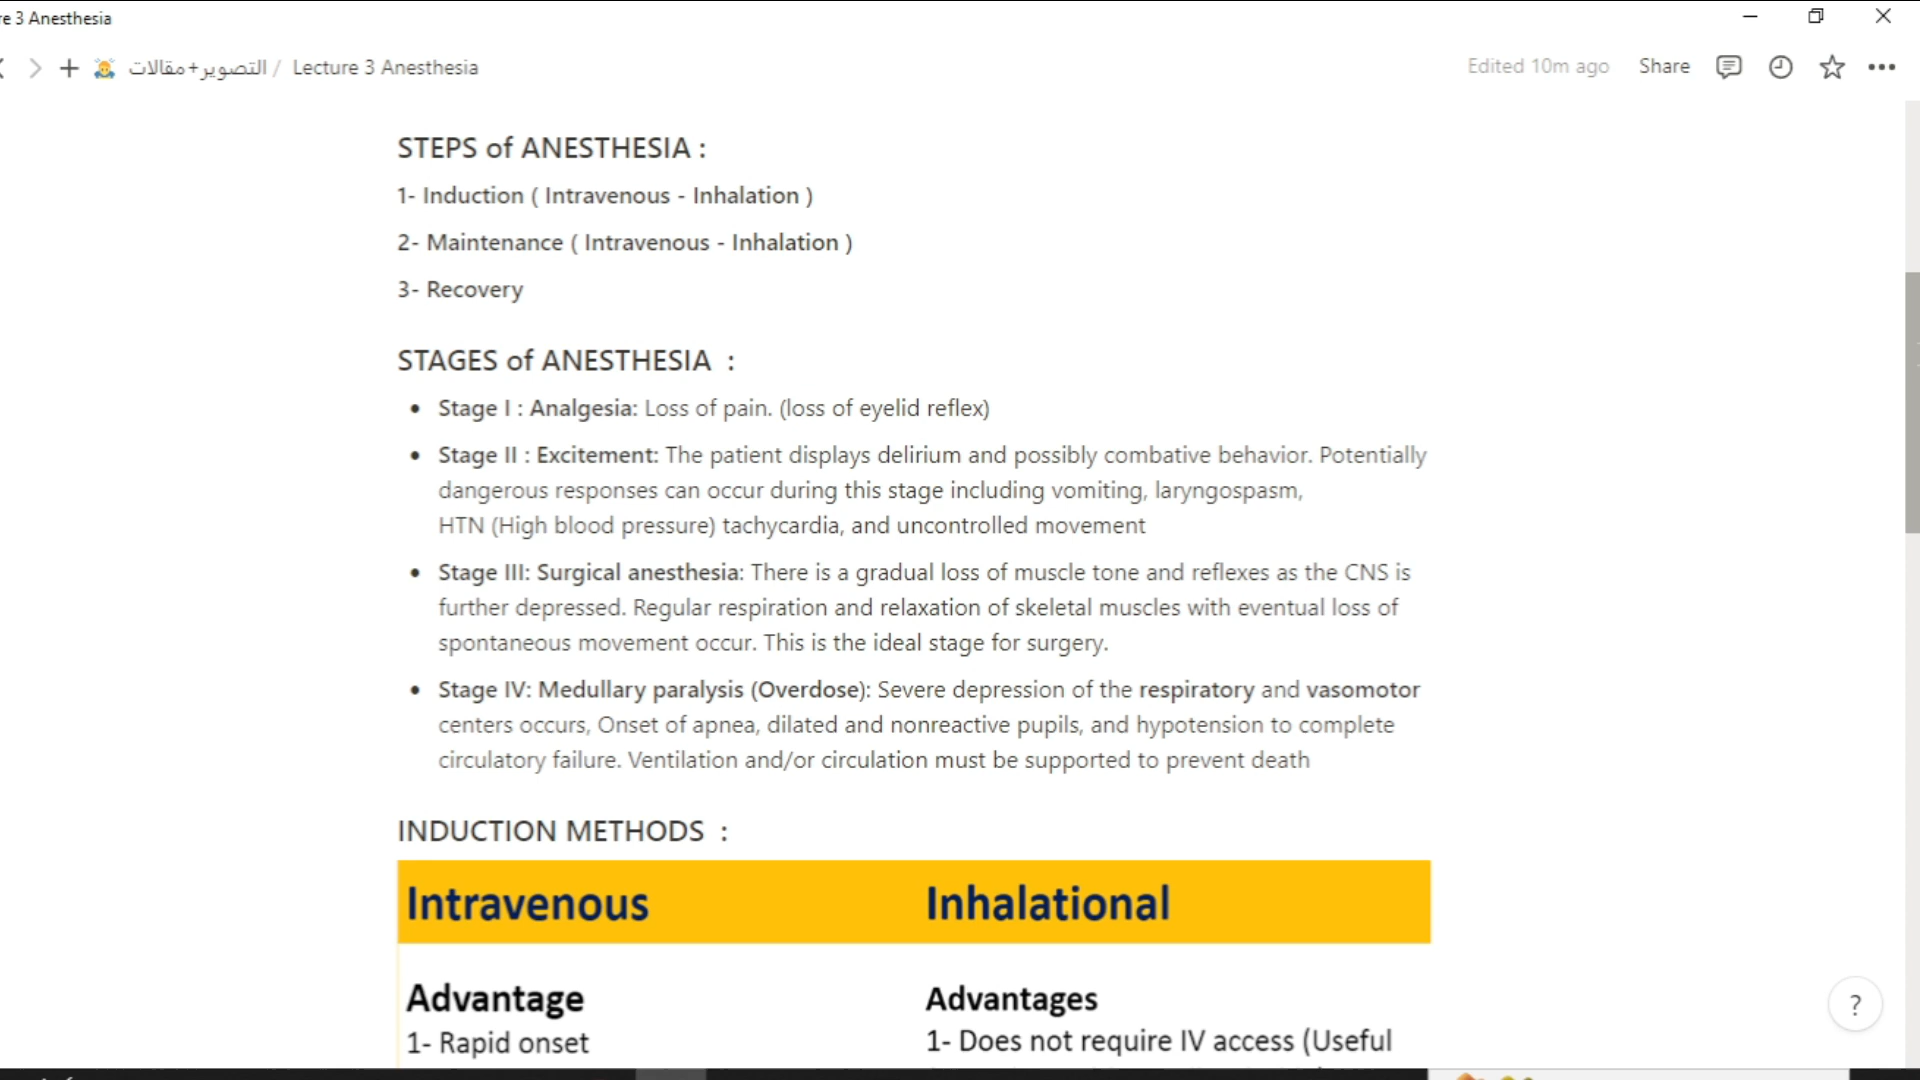 re 3 Anesthesia
التصوير+مقالات / Lecture 3 Anesthesia
Edited 10m ago Share
STEPS of ANESTHESIA :
1- Induction ( Intravenous - Inhalation )
2- Maintenance ( Intravenous - Inhalation )
3- Recovery
STAGES of ANESTHESIA :
• Stage I : Analgesia: Loss of pain. (loss of eyelid reflex)
• Stage II : Excitement: The patient displays delirium and possibly combative behavior. Potentially
dangerous responses can occur during this stage including vomiting, laryngospasm,
HTN (High blood pressure) tachycardia, and uncontrolled movement
• Stage III: Surgical anesthesia: There is a gradual loss of muscle tone and reflexes as the CNS is
further depressed. Regular respiration and relaxation of skeletal muscles with eventual loss of
spontaneous movement occur. This is the ideal stage for surgery.
• Stage IV: Medullary paralysis (Overdose): Severe depression of the respiratory and vasomotor
centers occurs, Onset of apnea, dilated and nonreactive pupils, and hypotension to complete
circulatory failure. Ventilation and/or circulation must be supported to prevent death
INDUCTION METHODS :
Intravenous Inhalational
Advantage Advantages
1- Rapid onset 1- Does not require IV access (Useful
?